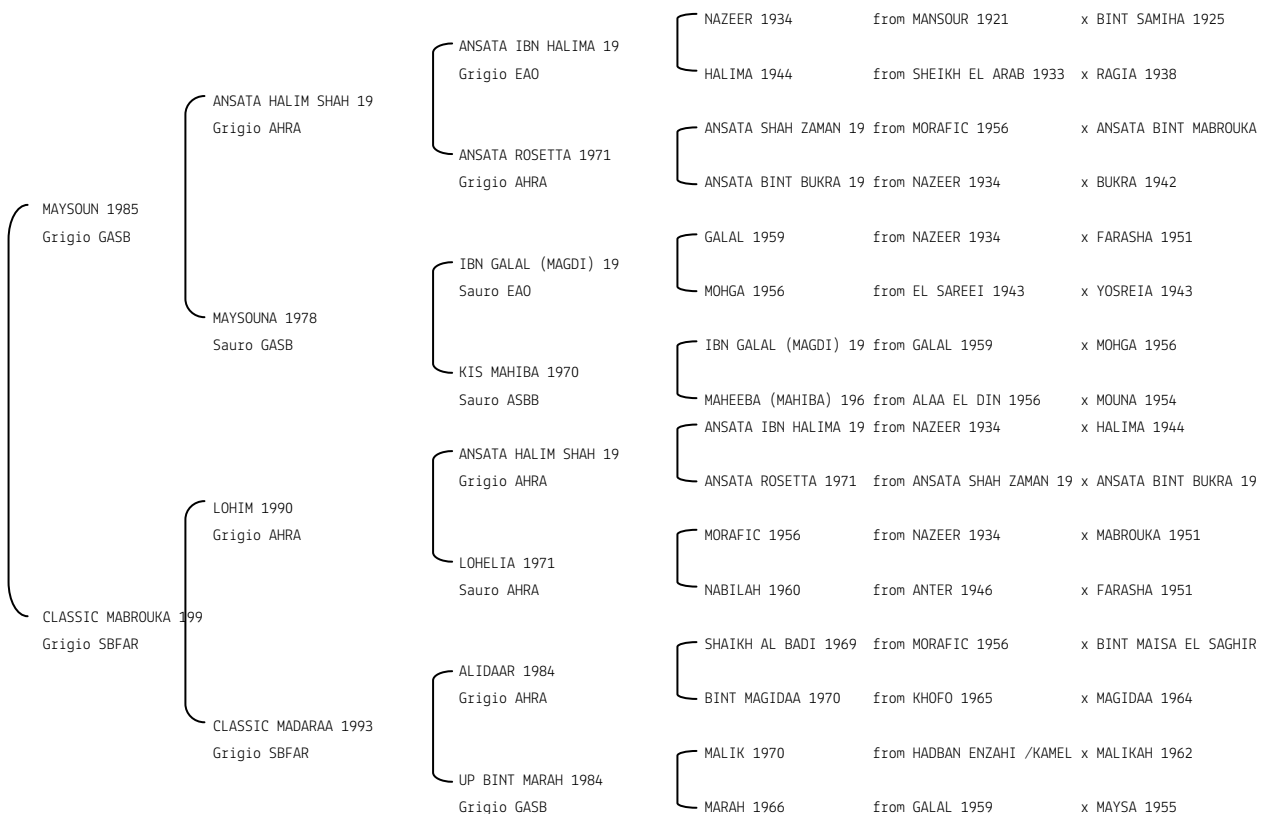 NAZEER 1934 from MANSOUR 1921 x BINT SAMIHA 1925
ANSATA IBN HALIMA 19
Grigio EAO
HALIMA 1944 from SHEIKH EL ARAB 1933 x RAGIA 1938
ANSATA HALIM SHAH 19
Grigio AHRA
ANSATA SHAH ZAMAN 19 from MORAFIC 1956 x ANSATA BINT MABROUKA
ANSATA ROSETTA 1971
Grigio AHRA
ANSATA BINT BUKRA 19 from NAZEER 1934 x BUKRA 1942
MAYSOUN 1985
Grigio GASB
GALAL 1959 from NAZEER 1934 x FARASHA 1951
IBN GALAL (MAGDI) 19
Sauro EAO
MOHGA 1956 from EL SAREEI 1943 x YOSREIA 1943
MAYSOUNA 1978
Sauro GASB
IBN GALAL (MAGDI) 19 from GALAL 1959 x MOHGA 1956
KIS MAHIBA 1970
Sauro ASBB
MAHEEBA (MAHIBA) 196 from ALAA EL DIN 1956 x MOUNA 1954
ANSATA IBN HALIMA 19 from NAZEER 1934 x HALIMA 1944
ANSATA HALIM SHAH 19
Grigio AHRA
ANSATA ROSETTA 1971 from ANSATA SHAH ZAMAN 19 x ANSATA BINT BUKRA 19
LOHIM 1990
Grigio AHRA
MORAFIC 1956 from NAZEER 1934 x MABROUKA 1951
LOHELIA 1971
Sauro AHRA
NABILAH 1960 from ANTER 1946 x FARASHA 1951
CLASSIC MABROUKA 199
Grigio SBFAR
SHAIKH AL BADI 1969 from MORAFIC 1956 x BINT MAISA EL SAGHIR
ALIDAAR 1984
Grigio AHRA
BINT MAGIDAA 1970 from KHOFO 1965 x MAGIDAA 1964
CLASSIC MADARAA 1993
Grigio SBFAR
MALIK 1970 from HADBAN ENZAHI /KAMEL x MALIKAH 1962
UP BINT MARAH 1984
Grigio GASB
MARAH 1966 from GALAL 1959 x MAYSA 1955